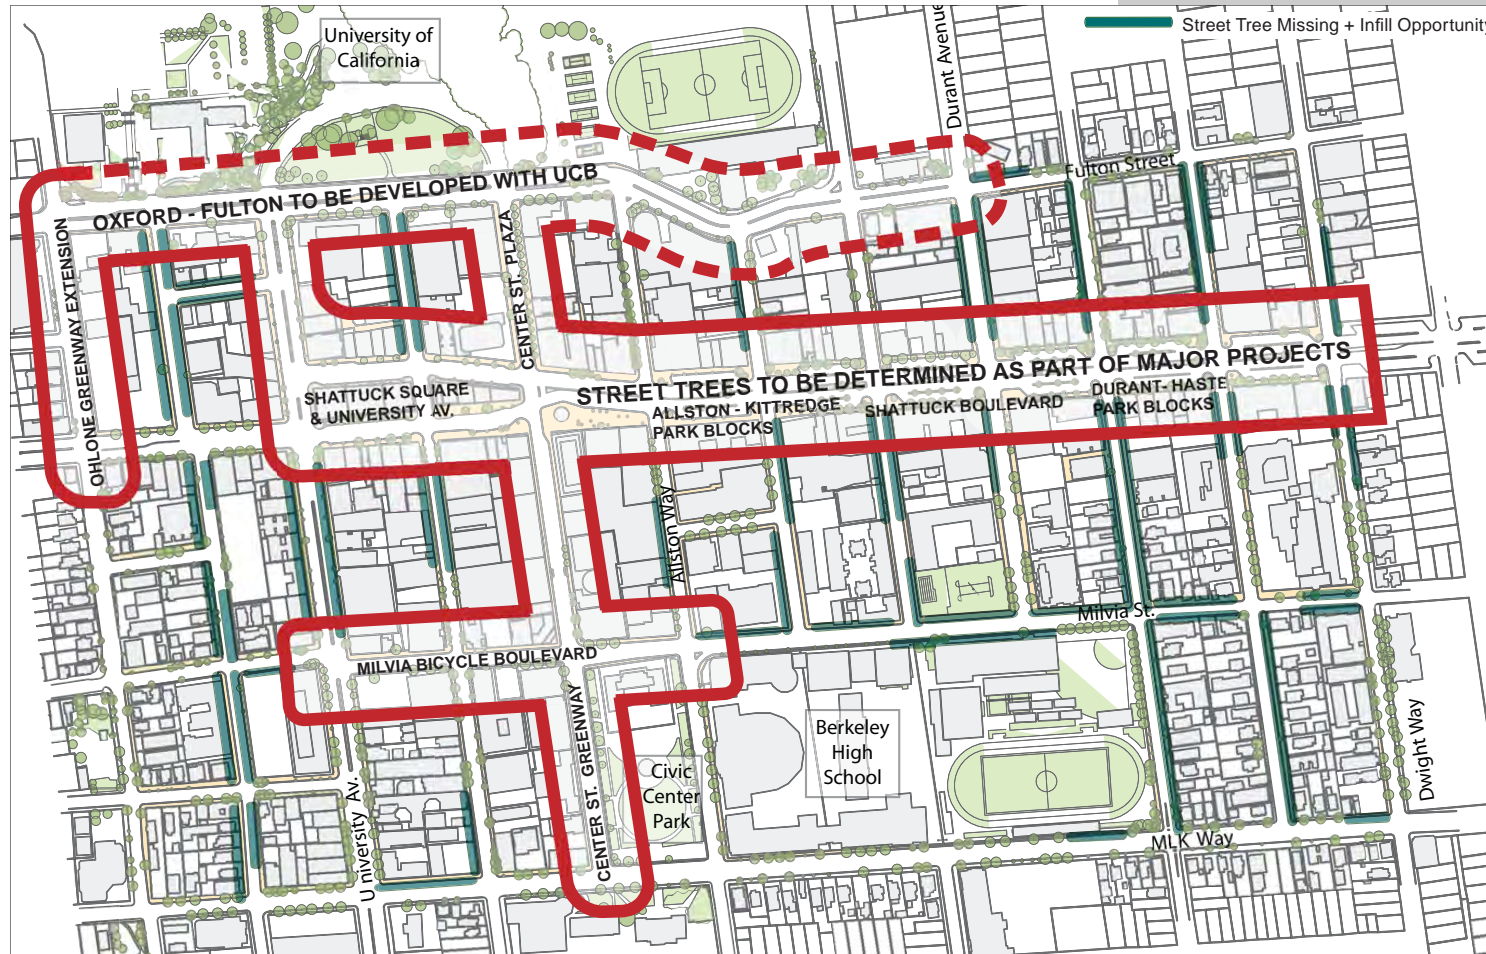 Street Tree Missing + Infill Opportunity
University of
California
Durant Avenue
Fulton Street
OXFORD - FULTON TO BE DEVELOPED WITH UCB
OHLONE GREENWAY EXTENSION
CENTER ST. PLAZA
STREET TREES TO BE DETERMINED AS PART OF MAJOR PROJECTS
SHATTUCK SQUARE
& UNIVERSITY AV.
ALLSTON - KITTREDGE
PARK BLOCKS
SHATTUCK BOULEVARD
DURANT- HASTE
PARK BLOCKS
Allston Way
Milvia St.
MILVIA BICYCLE BOULEVARD
CENTER ST. GREENWAY
Civic
Center
Park
Berkeley
High
School
Dwight Way
University Av.
MLK Way